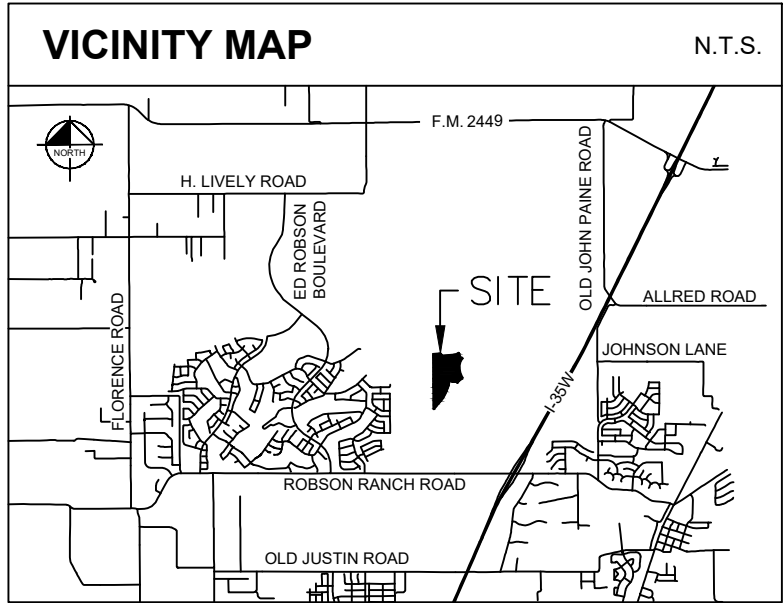 VICINITY MAP
N.T.S.
F.M. 2449
NORTH
H. LIVELY ROAD
ED ROBSON
BOULEVARD
OLD JOHN PAINE ROAD
SITE
ALLRED ROAD
FLORENCE ROAD
JOHNSON LANE
I-35W
ROBSON RANCH ROAD
OLD JUSTIN ROAD